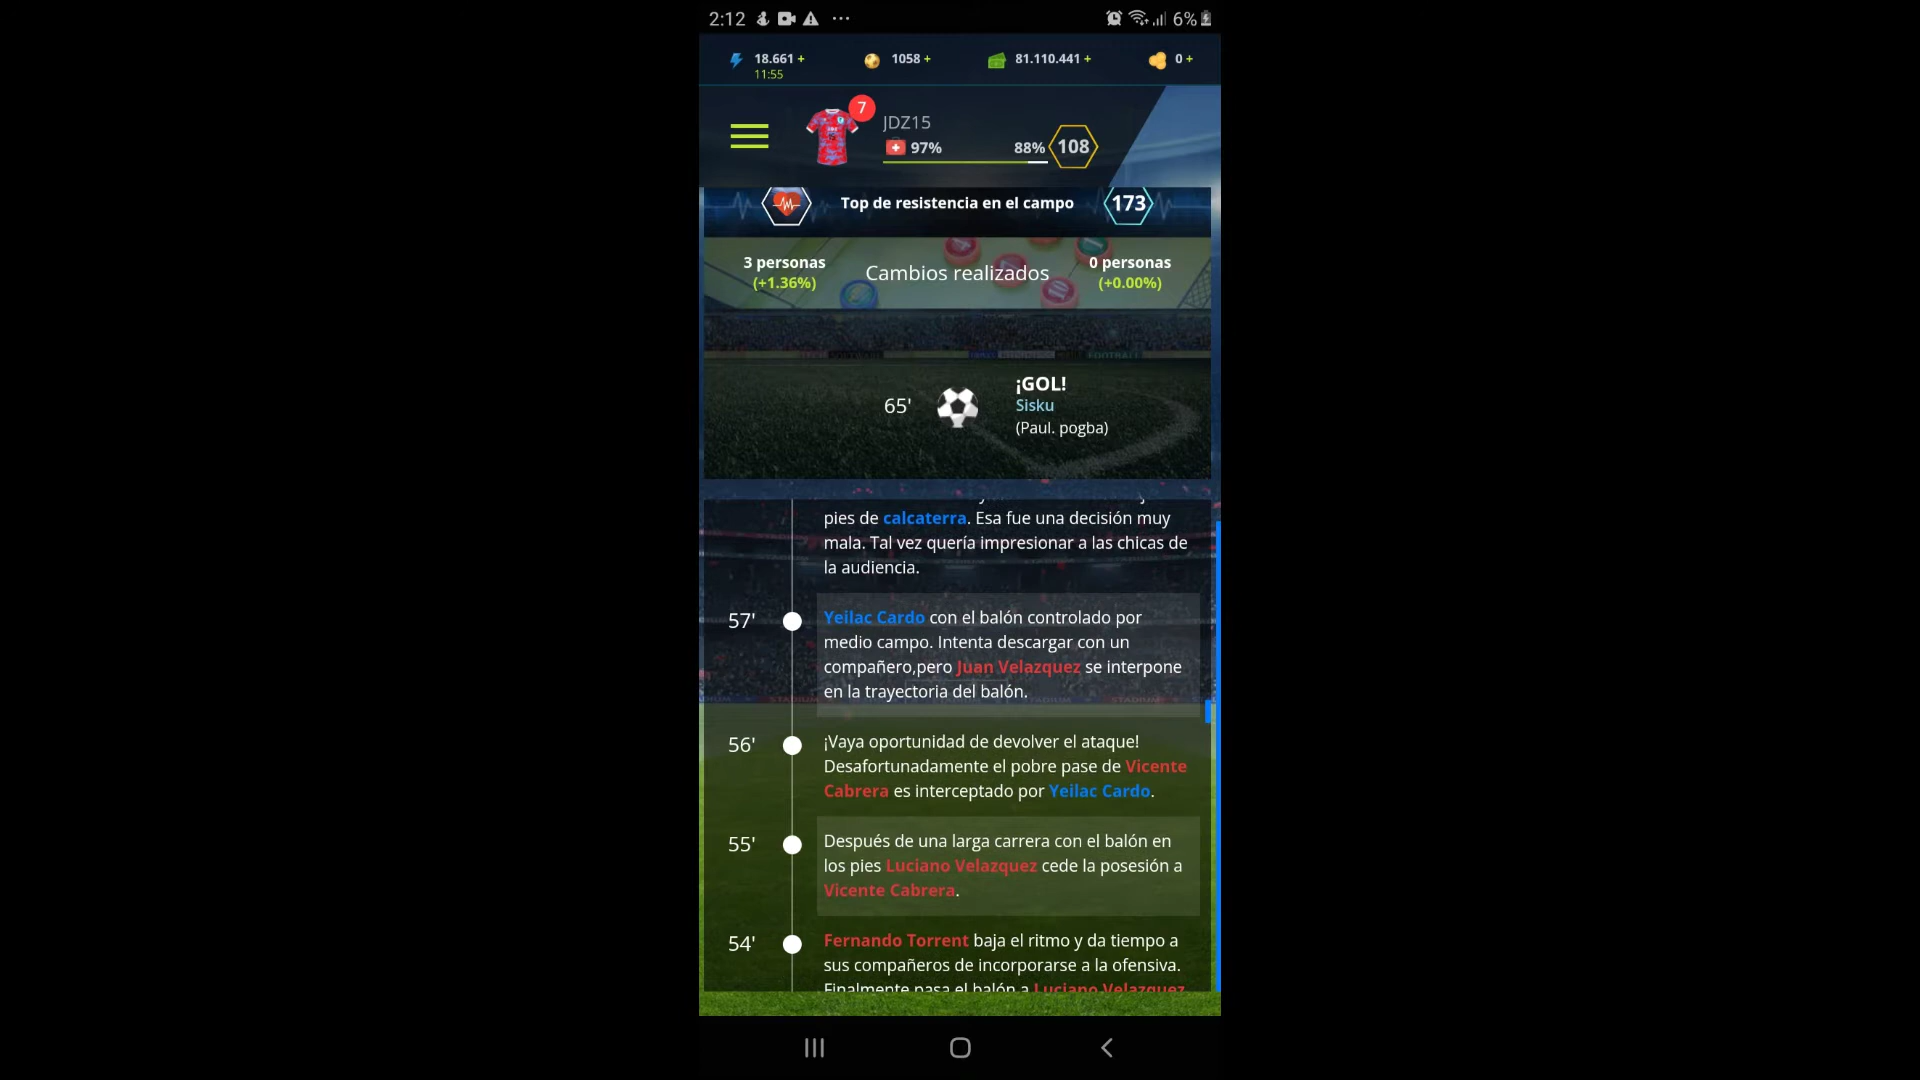 2:12 ... 6%
18.661 + 1058 + 81.110.441 + 0 +
11:55
7
JDZ15
97% 88% 108
Top de resistencia en el campo 173
3 personas Cambios realizados 0 personas
(+1.36%) (+0.00%)
¡GOL!
65' Sisku
(Paul. pogba)
pies de calcaterra. Esa fue una decisión muy
mala. Tal vez quería impresionar a las chicas de
la audiencia.
57' Yeilac Cardo con el balón controlado por
medio campo. Intenta descargar con un
compañero,pero Juan Velazquez se interpone
en la trayectoria del balón.
56' ¡Vaya oportunidad de devolver el ataque!
Desafortunadamente el pobre pase de Vicente
Cabrera es interceptado por Yeilac Cardo.
55' Después de una larga carrera con el balón en
los pies Luciano Velazquez cede la posesión a
Vicente Cabrera.
54' Fernando Torrent baja el ritmo y da tiempo a
sus compañeros de incorporarse a la ofensiva.
Finalmente pasa el balón a Luciano Velazquez